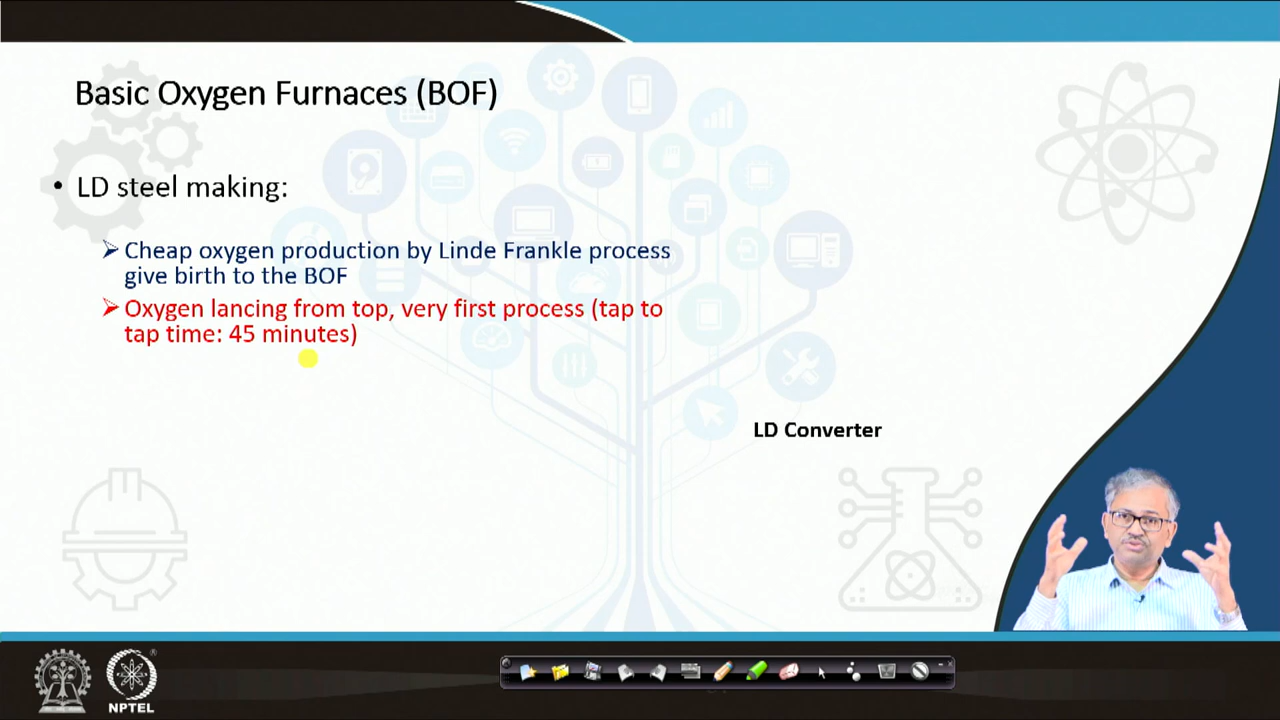 Basic Oxygen Furnaces (BOF)
• LD steel making:
➢ Cheap oxygen production by Linde Frankle process
give birth to the BOF
➢ Oxygen lancing from top, very first process (tap to
tap time: 45 minutes)
LD Converter
NPTEL